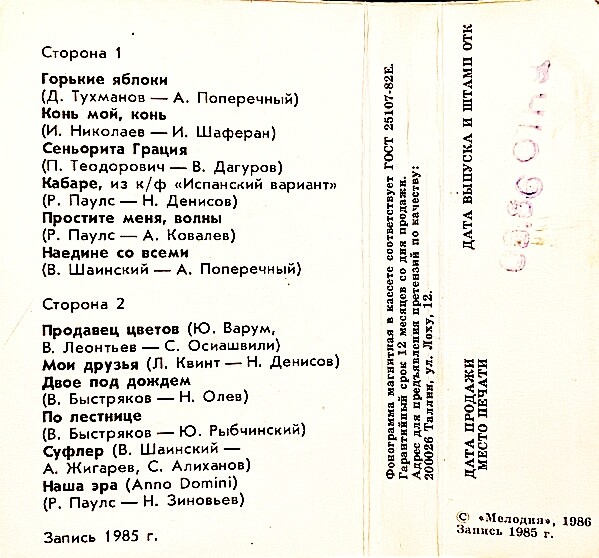 Сторона 1
Горькие яблоки
(Д. Тухманов — А. Поперечный)
Конь мой, конь
(И. Николаев — И. Шаферан)
Сеньорита Грация
(П. Теодорович — В. Дагуров)
Кабаре, из к/ф «Испанский вариант»
(Р. Паулс — Н. Денисов)
Простите меня, волны
(Р. Паулс — А. Ковалев)
Наедине со всеми
(В. Шаинский — А. Поперечный)
Сторона 2
Продавец цветов (Ю. Варум,
В. Леонтьев — С. Осиашвили)
Мои друзья (Л. Квинт — Н. Денисов)
Двое под дождем
(В. Быстряков — Н. Олев)
По лестнице
(В. Быстряков — Ю. Рыбчинский)
Суфлер (В. Шаинский —
А. Жигарев, С. Алиханов)
Наша эра (Anno Domini)
(Р. Паулс — Н. Зиновьев)
Запись 1985 г.
Фонограмма магнитная в кассете соответствует ГОСТ 25107-82Е.
Гарантийный срок 12 месяцев со дня продажи.
Адрес для предъявления претензий по качеству:
200026 Таллин, ул. Лоху, 12.
ДАТА ВЫПУСКА И ШТАМП ОТК
ДАТА ПРОДАЖИ
МЕСТО ПЕЧАТИ
© «Мелодия», 1986
Запись 1985 г.